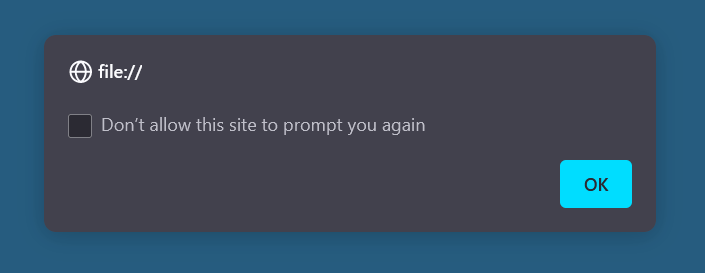 file://
Don’t allow this site to prompt you again
OK